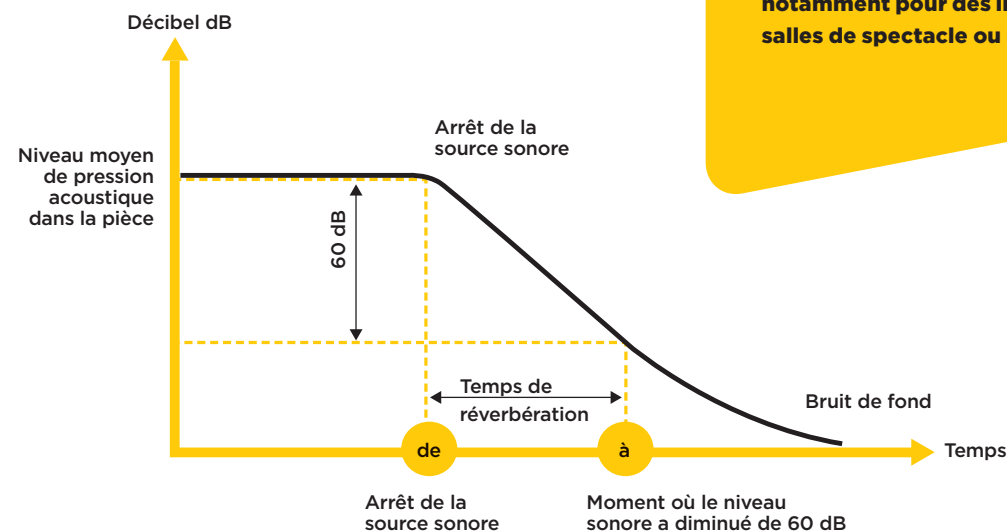 notamment pour des
salles de spectacle ou
Décibel dB
Arrêt de la
source sonore
Niveau moyen
de pression
acoustique
dans la pièce
60 dB
Temps de
réverbération
Bruit de fond
de
à
Temps
Arrêt de la
source sonore
Moment où le niveau
sonore a diminué de 60 dB